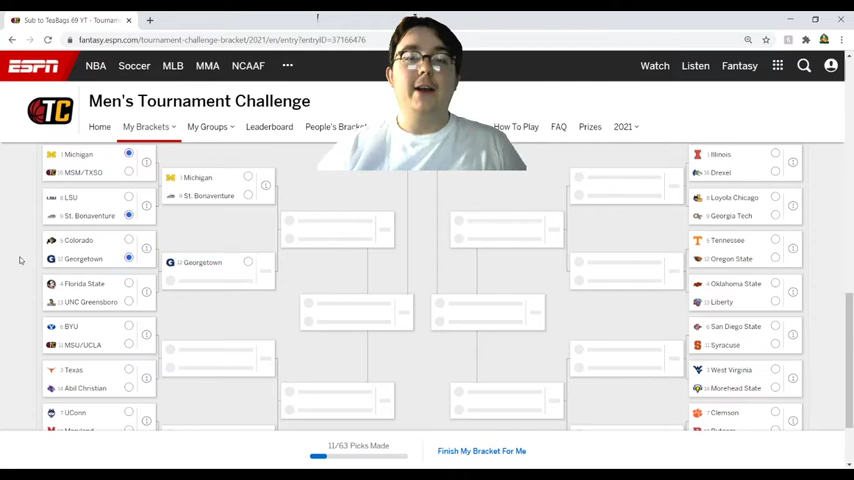 Sub to TeaBags 69 YT - Tournam
fantasy.espn.com/tournament-challenge-bracket/2021/en/entry?entryID=37166476
ESPN NBA Soccer NHL MLB MMA NCAAF Watch Listen Fantasy
TC Men's Tournament Challenge
Home My Brackets My Groups Leaderboard People's Bracket How To Play FAQ Prizes 2021
1 Michigan
16 MSM/TXSO
8 LSU
9 St. Bonaventure
5 Colorado
12 Georgetown
4 Florida State
13 UNC Greensboro
6 BYU
11 MSU/UCLA
3 Texas
14 Abil Christian
7 UConn
1 Michigan
9 St. Bonaventure
12 Georgetown
1 Illinois
16 Drexel
8 Loyola Chicago
9 Georgia Tech
5 Tennessee
12 Oregon State
4 Oklahoma State
13 Liberty
6 San Diego State
11 Syracuse
3 West Virginia
14 Morehead State
7 Clemson
11/63 Picks Made
Finish My Bracket For Me